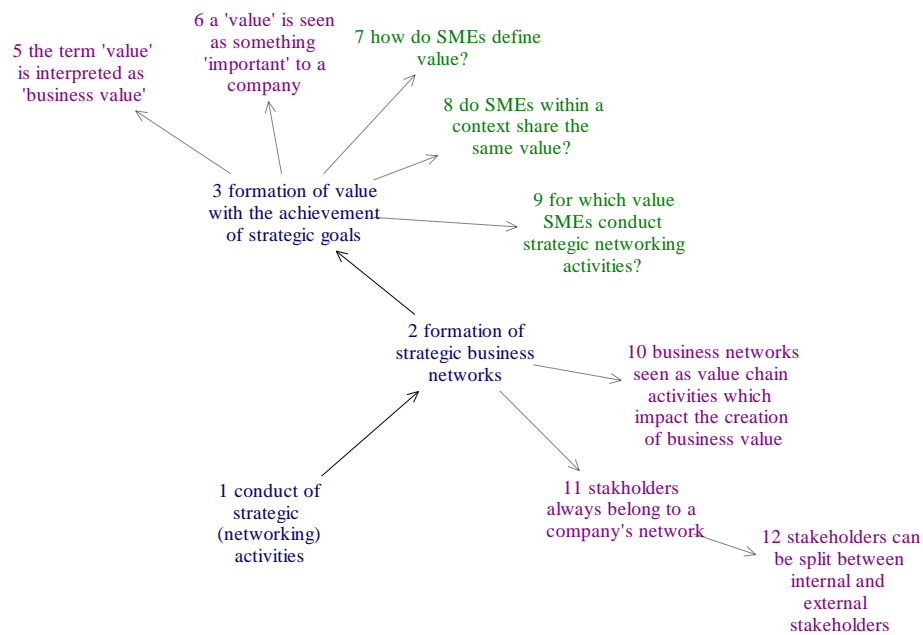 5 the term 'value'
is interpreted as
'business value'
6 a 'value' is seen
as something
'important' to a
company
7 how do SMEs define
value?
8 do SMEs within a
context share the
same value?
3 formation of value
with the achievement
of strategic goals
9 for which value
SMEs conduct
strategic networking
activities?
2 formation of
strategic business
networks
10 business networks
seen as value chain
activities which
impact the creation
of business value
1 conduct of
strategic
(networking)
activities
11 stakholders
always belong to a
company's network
12 stakeholders can
be split between
internal and
external
stakeholders